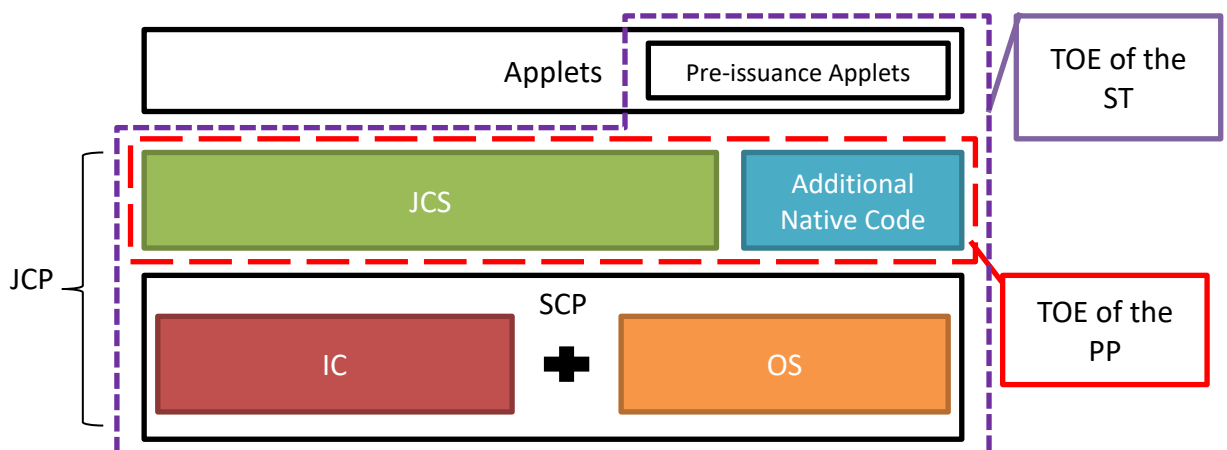 Applets
Pre-issuance Applets
TOE of the
ST
JCS
Additional
Native Code
JCP
SCP
IC
OS
TOE of the
PP